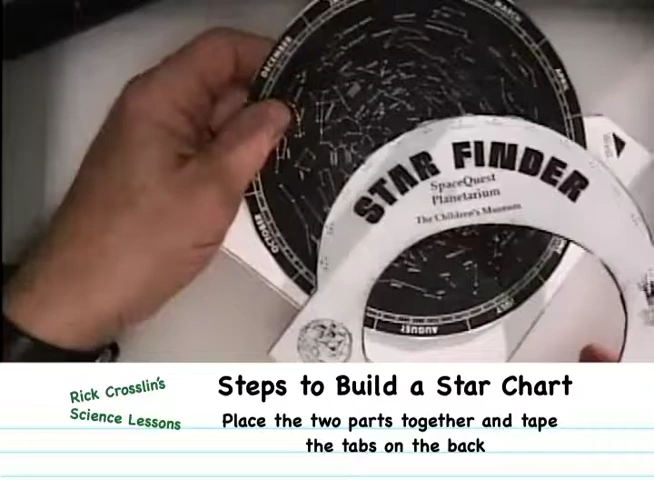 MARCH
DECEMBER
APRIL
STAR FINDER
SpaceQuest
Planetarium
The Children's Museum
OCTOBER
JULY
AUGUST
Rick Crosslin's
Science Lessons
Steps to Build a Star Chart
Place the two parts together and tape
the tabs on the back